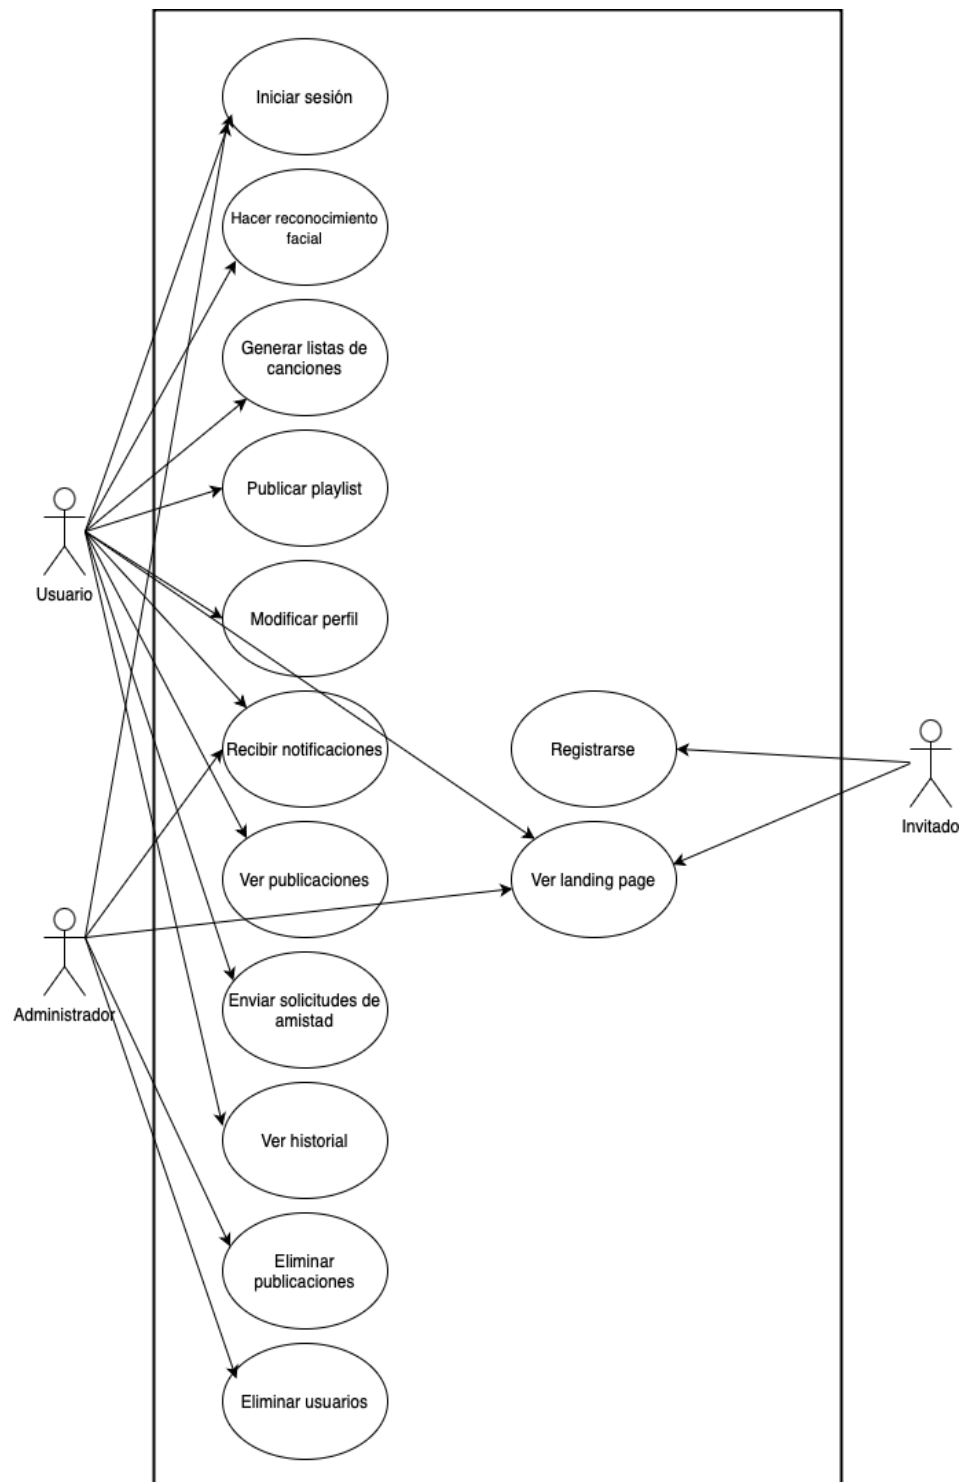 Iniciar sesión
Hacer reconocimiento
facial
Generar listas de
canciones
Publicar playlist
Usuario
Modificar perfil
Recibir notificaciones
Registrarse
Invitado
Ver publicaciones
Ver landing page
Administrador
Enviar solicitudes de
amistad
Ver historial
Eliminar
publicaciones
Eliminar usuarios